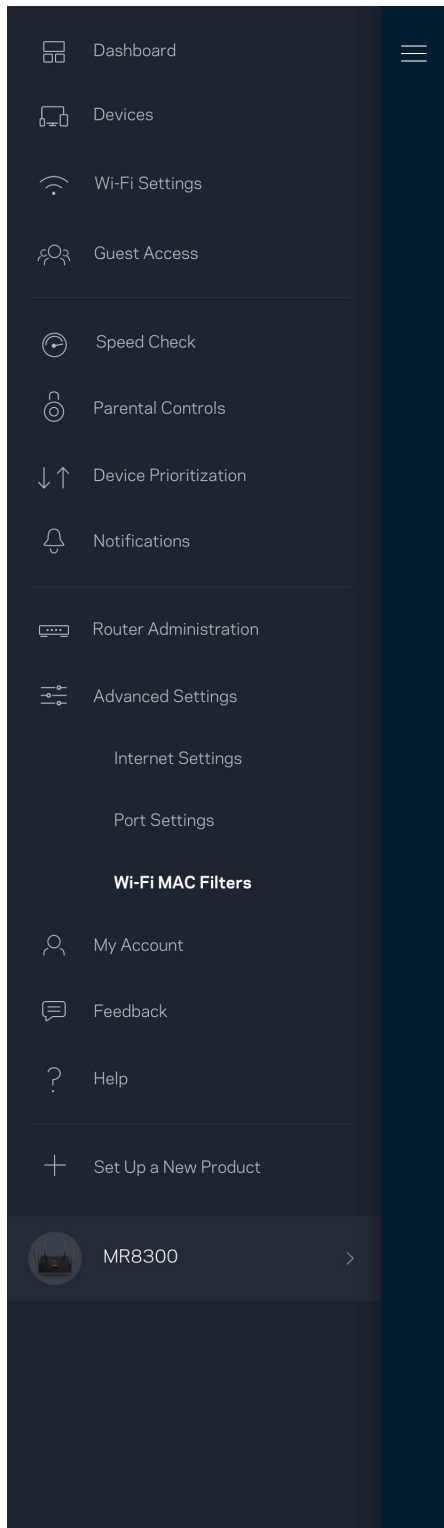 Dashboard
Devices
Wi-Fi Settings
Guest Access
Speed Check
Parental Controls
Device Prioritization
Notifications
Router Administration
Advanced Settings
Internet Settings
Port Settings
Wi-Fi MAC Filters
My Account
Feedback
Help
Set Up a New Product
MR8300